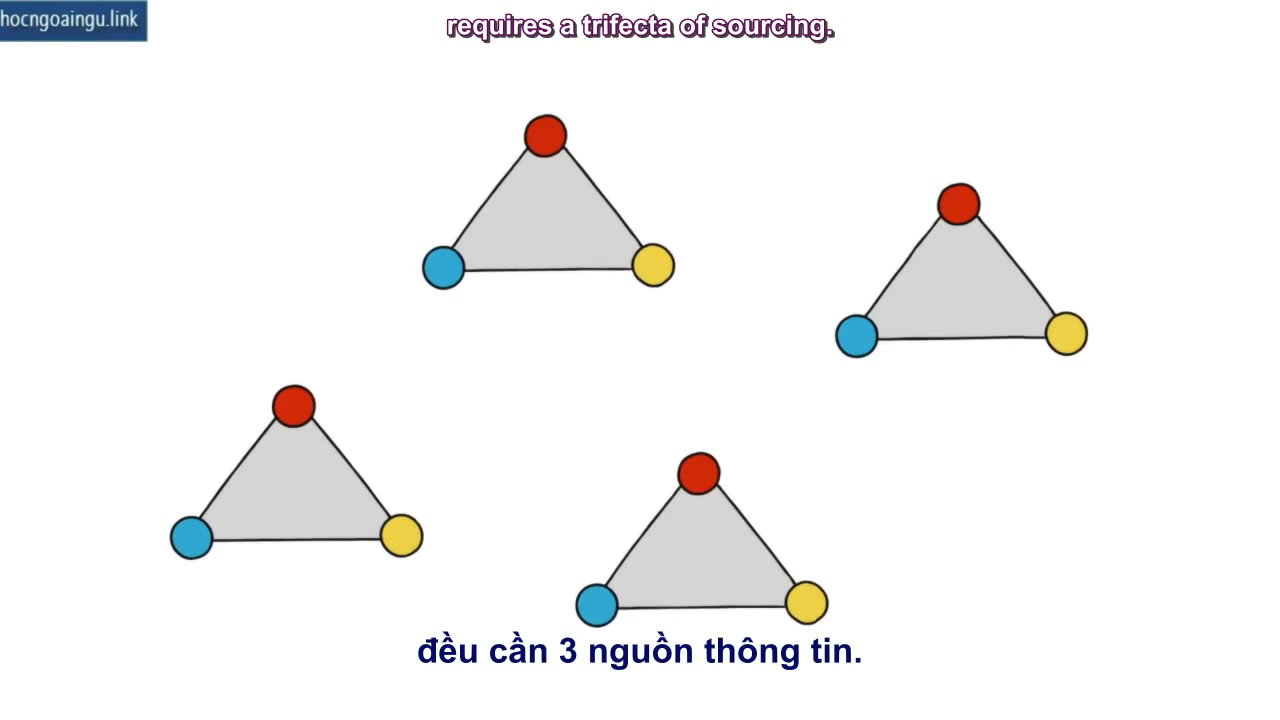 hocngoaingu.link
requires a trifecta of sourcing.
đều cần 3 nguồn thông tin.